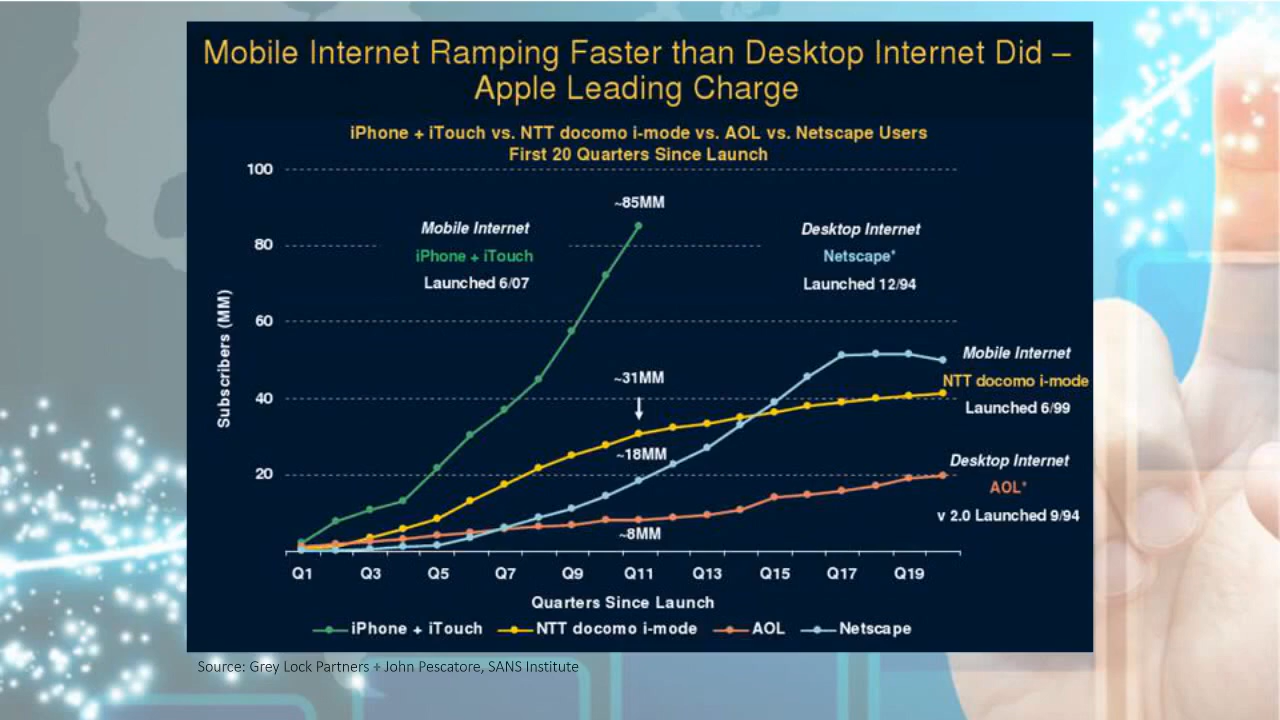 Mobile Internet Ramping Faster than Desktop Internet Did –
Apple Leading Charge
iPhone + iTouch vs. NTT docomo i-mode vs. AOL vs. Netscape Users
First 20 Quarters Since Launch
100
80
60
40
20
Subscribers (MM)
~85MM
Mobile Internet
iPhone + iTouch
Launched 6/07
Desktop Internet
Netscape*
Launched 12/94
~31MM
~18MM
~8MM
Mobile Internet
NTT docomo i-mode
Launched 6/99
Desktop Internet
AOL*
v 2.0 Launched 9/94
Q1 Q3 Q5 Q7 Q9 Q11 Q13 Q15 Q17 Q19
Quarters Since Launch
iPhone + iTouch NTT docomo i-mode AOL Netscape
Source: Grey Lock Partners + John Pescatore, SANS Institute